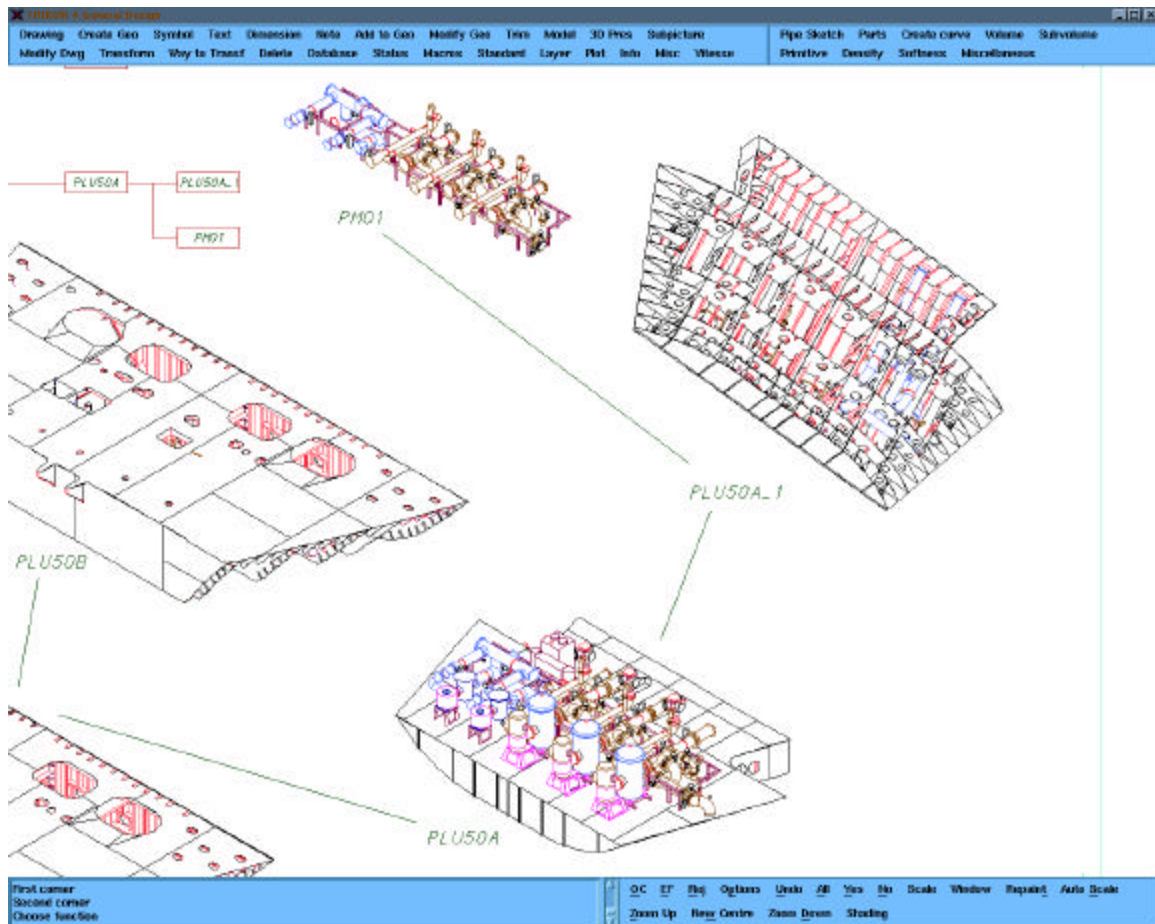 TRIBON A General Design
Drawing Create Geo Symbol Text Dimension Note Add to Geo Modify Geo Trim Model 3D Pres Subpicture
Modify Dwg Transform Way to Transf Delete Database Status Macros Standard Layer Plot Info Misc Vitesse
Pipe Sketch Parts Create curve Volume Subvolume
Primitive Density Softness Miscellaneous
PLU50A
PLU50A_1
PM01
PM01
PLU50A_1
PLU50B
PLU50A
First corner
Second corner
Choose function
OC EF Rej Options Undo All Yes No Scale Window Repaint Auto Scale
Zoom Up New Centre Zoom Down Shading